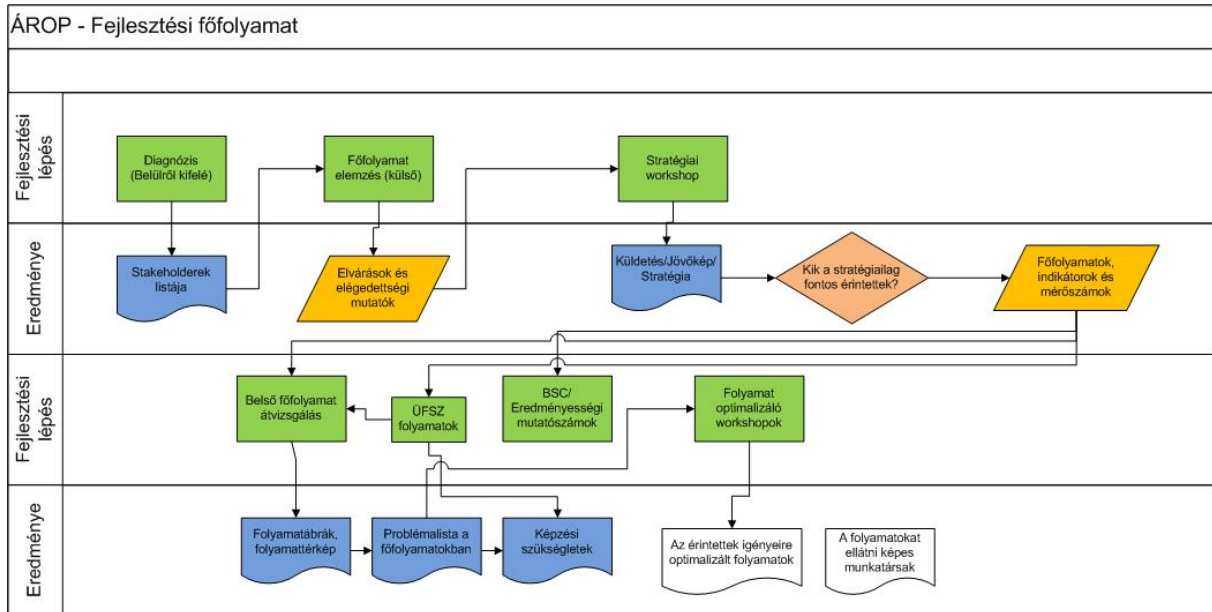 ÁROP - Fejlesztési főfolyamat
Fejlesztési
lépés
Diagnózis
(Belülről kifelé)
Főfolyamat
elemzés (külső)
Stratégiai
workshop
Eredménye
Stakeholderek
listája
Elvárások és
elégedettségi
mutatók
Küldetés/Jövőkép/
Stratégia
Kik a stratégiailag
fontos érintettek?
Főfolyamatok,
indikátorok és
mérőszámok
Fejlesztési
lépés
Belső főfolyamat
átvizsgálás
ÜFSZ
folyamatok
BSC/
Eredményességi
mutatószámok
Folyamat
optimalizáló
workshopok
Eredménye
Folyamatábrák,
folyamattérkép
Problémalista a
főfolyamatokban
Képzési
szükségletek
Az érintettek igényeire
optimalizált folyamatok
A folyamatokat
ellátni képes
munkatársak